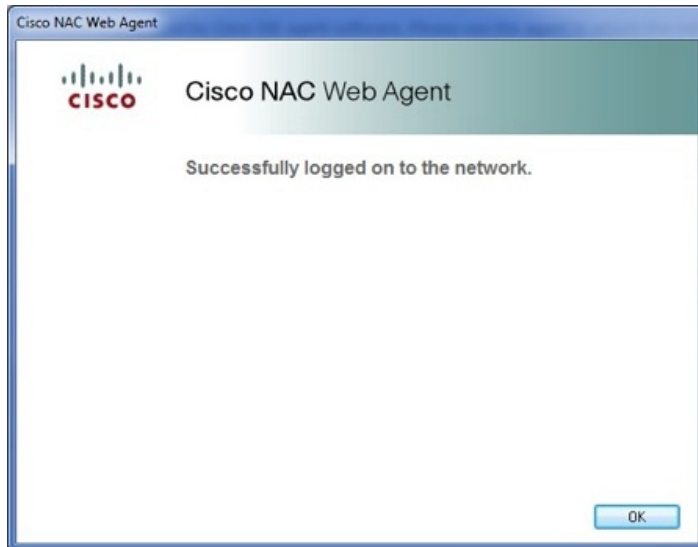 Cisco NAC Web Agent
CISCO
Cisco NAC Web Agent
Successfully logged on to the network.
OK